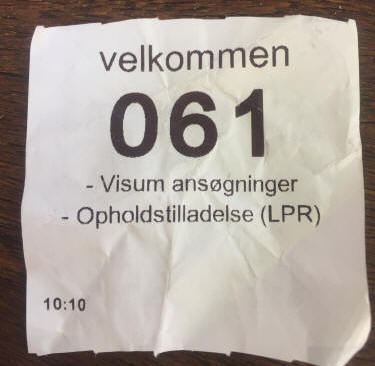 velkommen
061
- Visum ansøgninger
- Opholdstilladelse (LPR)
10:10